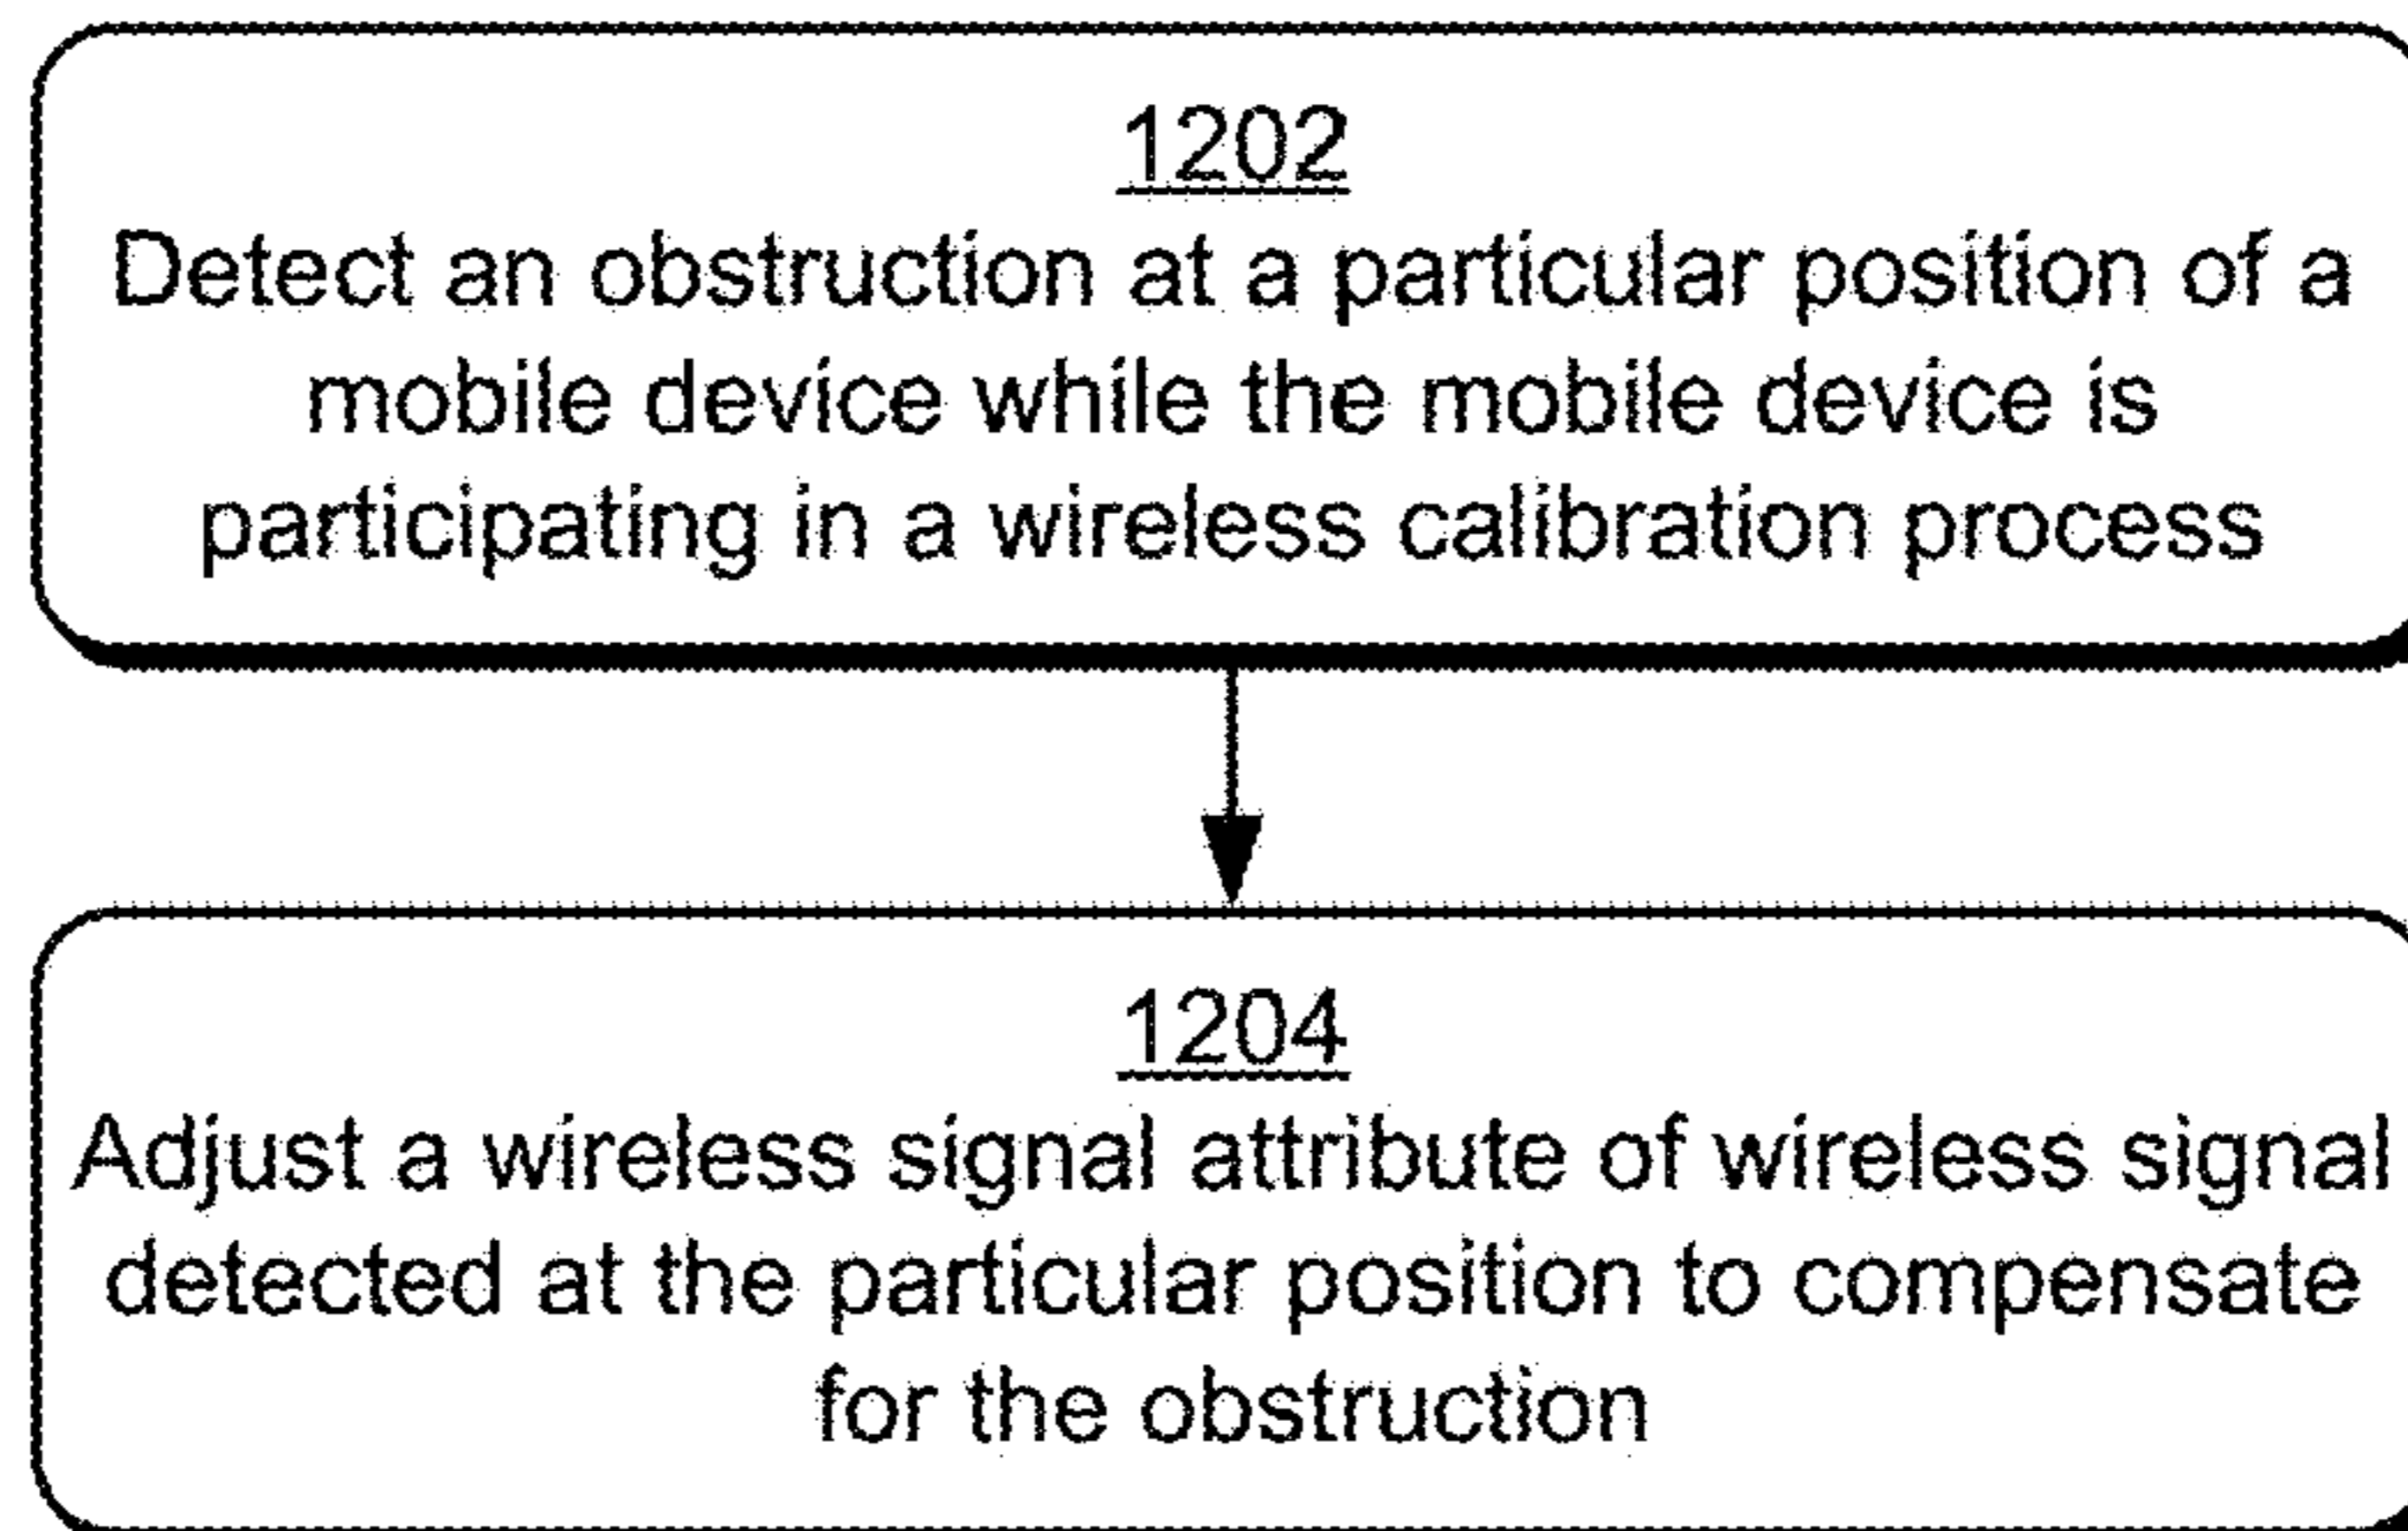 1202
Detect an obstruction at a particular position of a
mobile device while the mobile device is
participating in a wireless calibration process
1204
Adjust a wireless signal attribute of wireless signal
detected at the particular position to compensate
for the obstruction